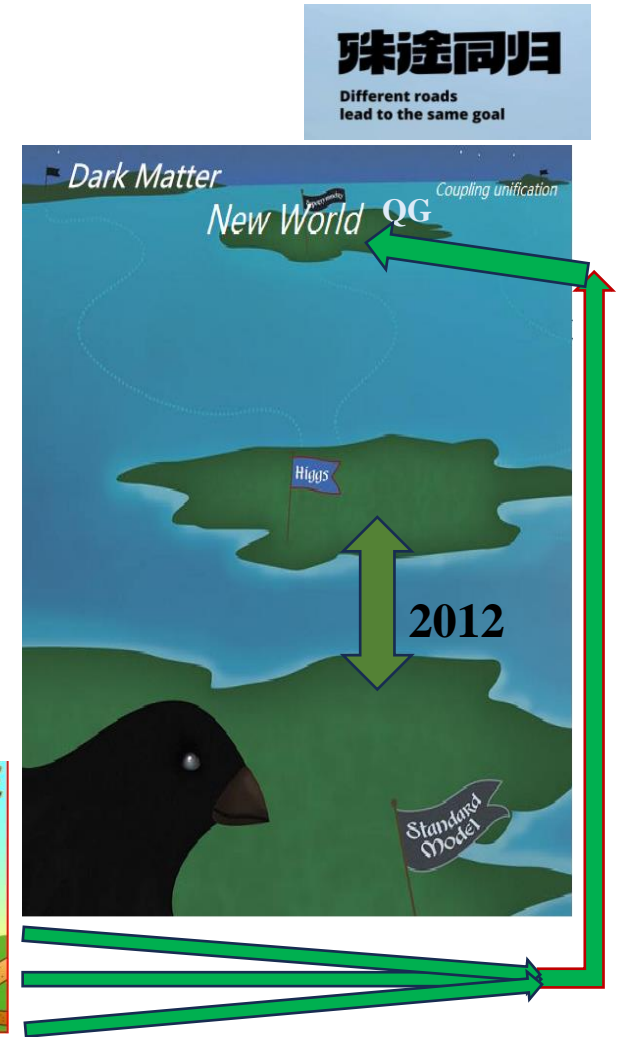 殊途同归
Different roads
lead to the same goal
Dark Matter
Coupling unification
New World QG
Higgs
2012
Standard
Model